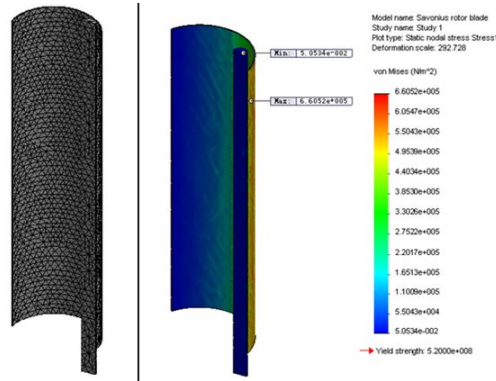 Model name: Savonius rotor blade
Study name: Study 1
Plot type: Static nodal stress Stress1
Deformation scale: 292.728
von Mises (N/m^2)
Min: 5.0534e-002
Max: 6.6052e+005
6.6052e+005
6.0547e+005
5.5043e+005
4.9539e+005
4.4034e+005
3.8530e+005
3.3026e+005
2.7522e+005
2.2017e+005
1.6513e+005
1.1009e+005
5.5043e+004
5.0534e-002
Yield strength: 5.2000e+008